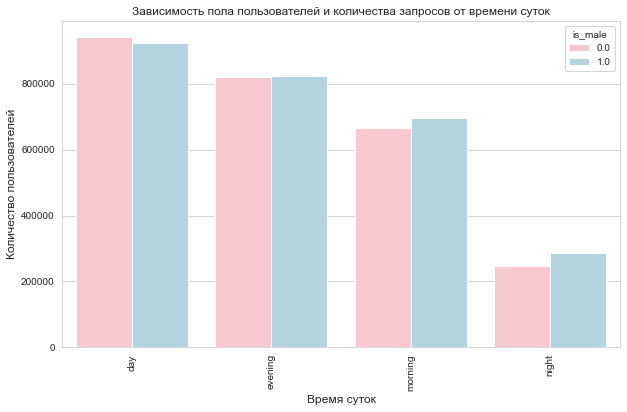 Зависимость пола пользователей и количества запросов от времени суток
is_male
0.0
1.0
Количество пользователей
800000
600000
400000
200000
0
day
evening
morning
night
Время суток